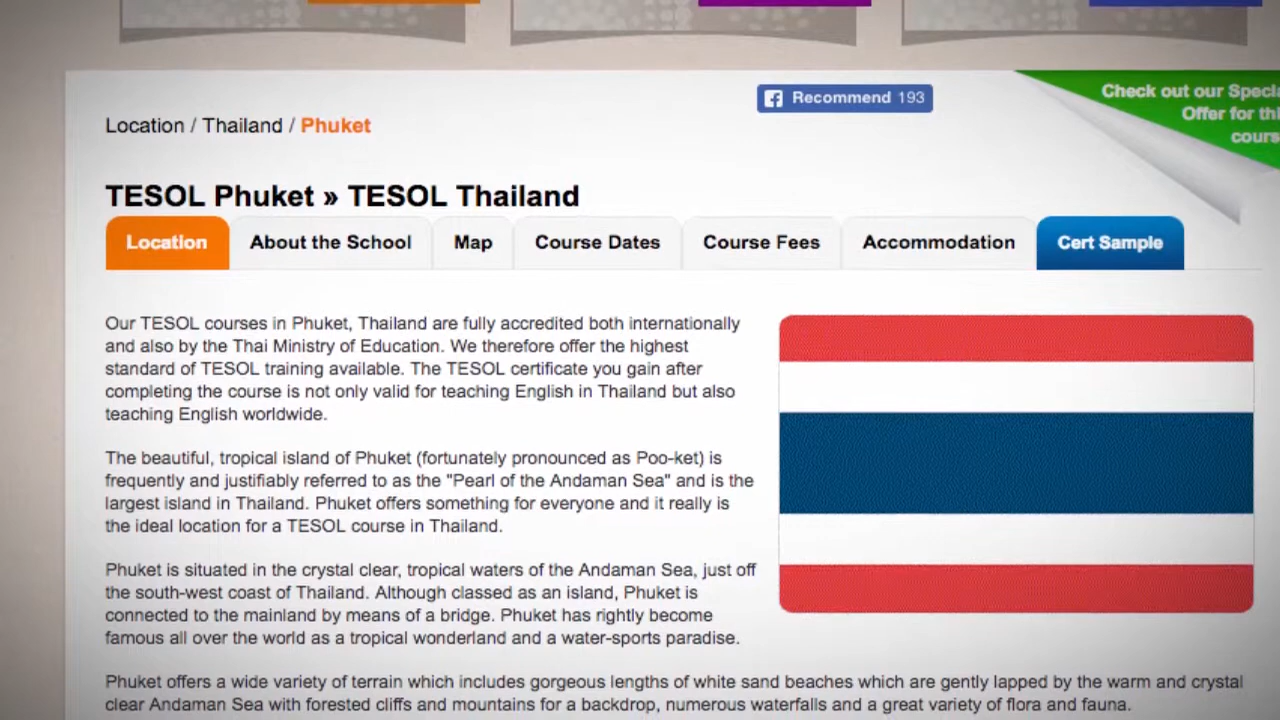 Recommend 193
Check out our
Offer for
Location / Thailand / Phuket
TESOL Phuket » TESOL Thailand
Location
About the School
Map
Course Dates
Course Fees
Accommodation
Cert Sample
Our TESOL courses in Phuket, Thailand are fully accredited both internationally
and also by the Thai Ministry of Education. We therefore offer the highest
standard of TESOL training available. The TESOL certificate you gain after
completing the course is not only valid for teaching English in Thailand but also
teaching English worldwide.
The beautiful, tropical island of Phuket (fortunately pronounced as Poo-ket) is
frequently and justifiably referred to as the "Pearl of the Andaman Sea" and is the
largest island in Thailand. Phuket offers something for everyone and it really is
the ideal location for a TESOL course in Thailand.
Phuket is situated in the crystal clear, tropical waters of the Andaman Sea, just off
the south-west coast of Thailand. Although classed as an island, Phuket is
connected to the mainland by means of a bridge. Phuket has rightly become
famous all over the world as a tropical wonderland and a water-sports paradise.
Phuket offers a wide variety of terrain which includes gorgeous lengths of white sand beaches which are gently lapped by the warm and crystal
clear Andaman Sea with forested cliffs and mountains for a backdrop, numerous waterfalls and a great variety of flora and fauna.